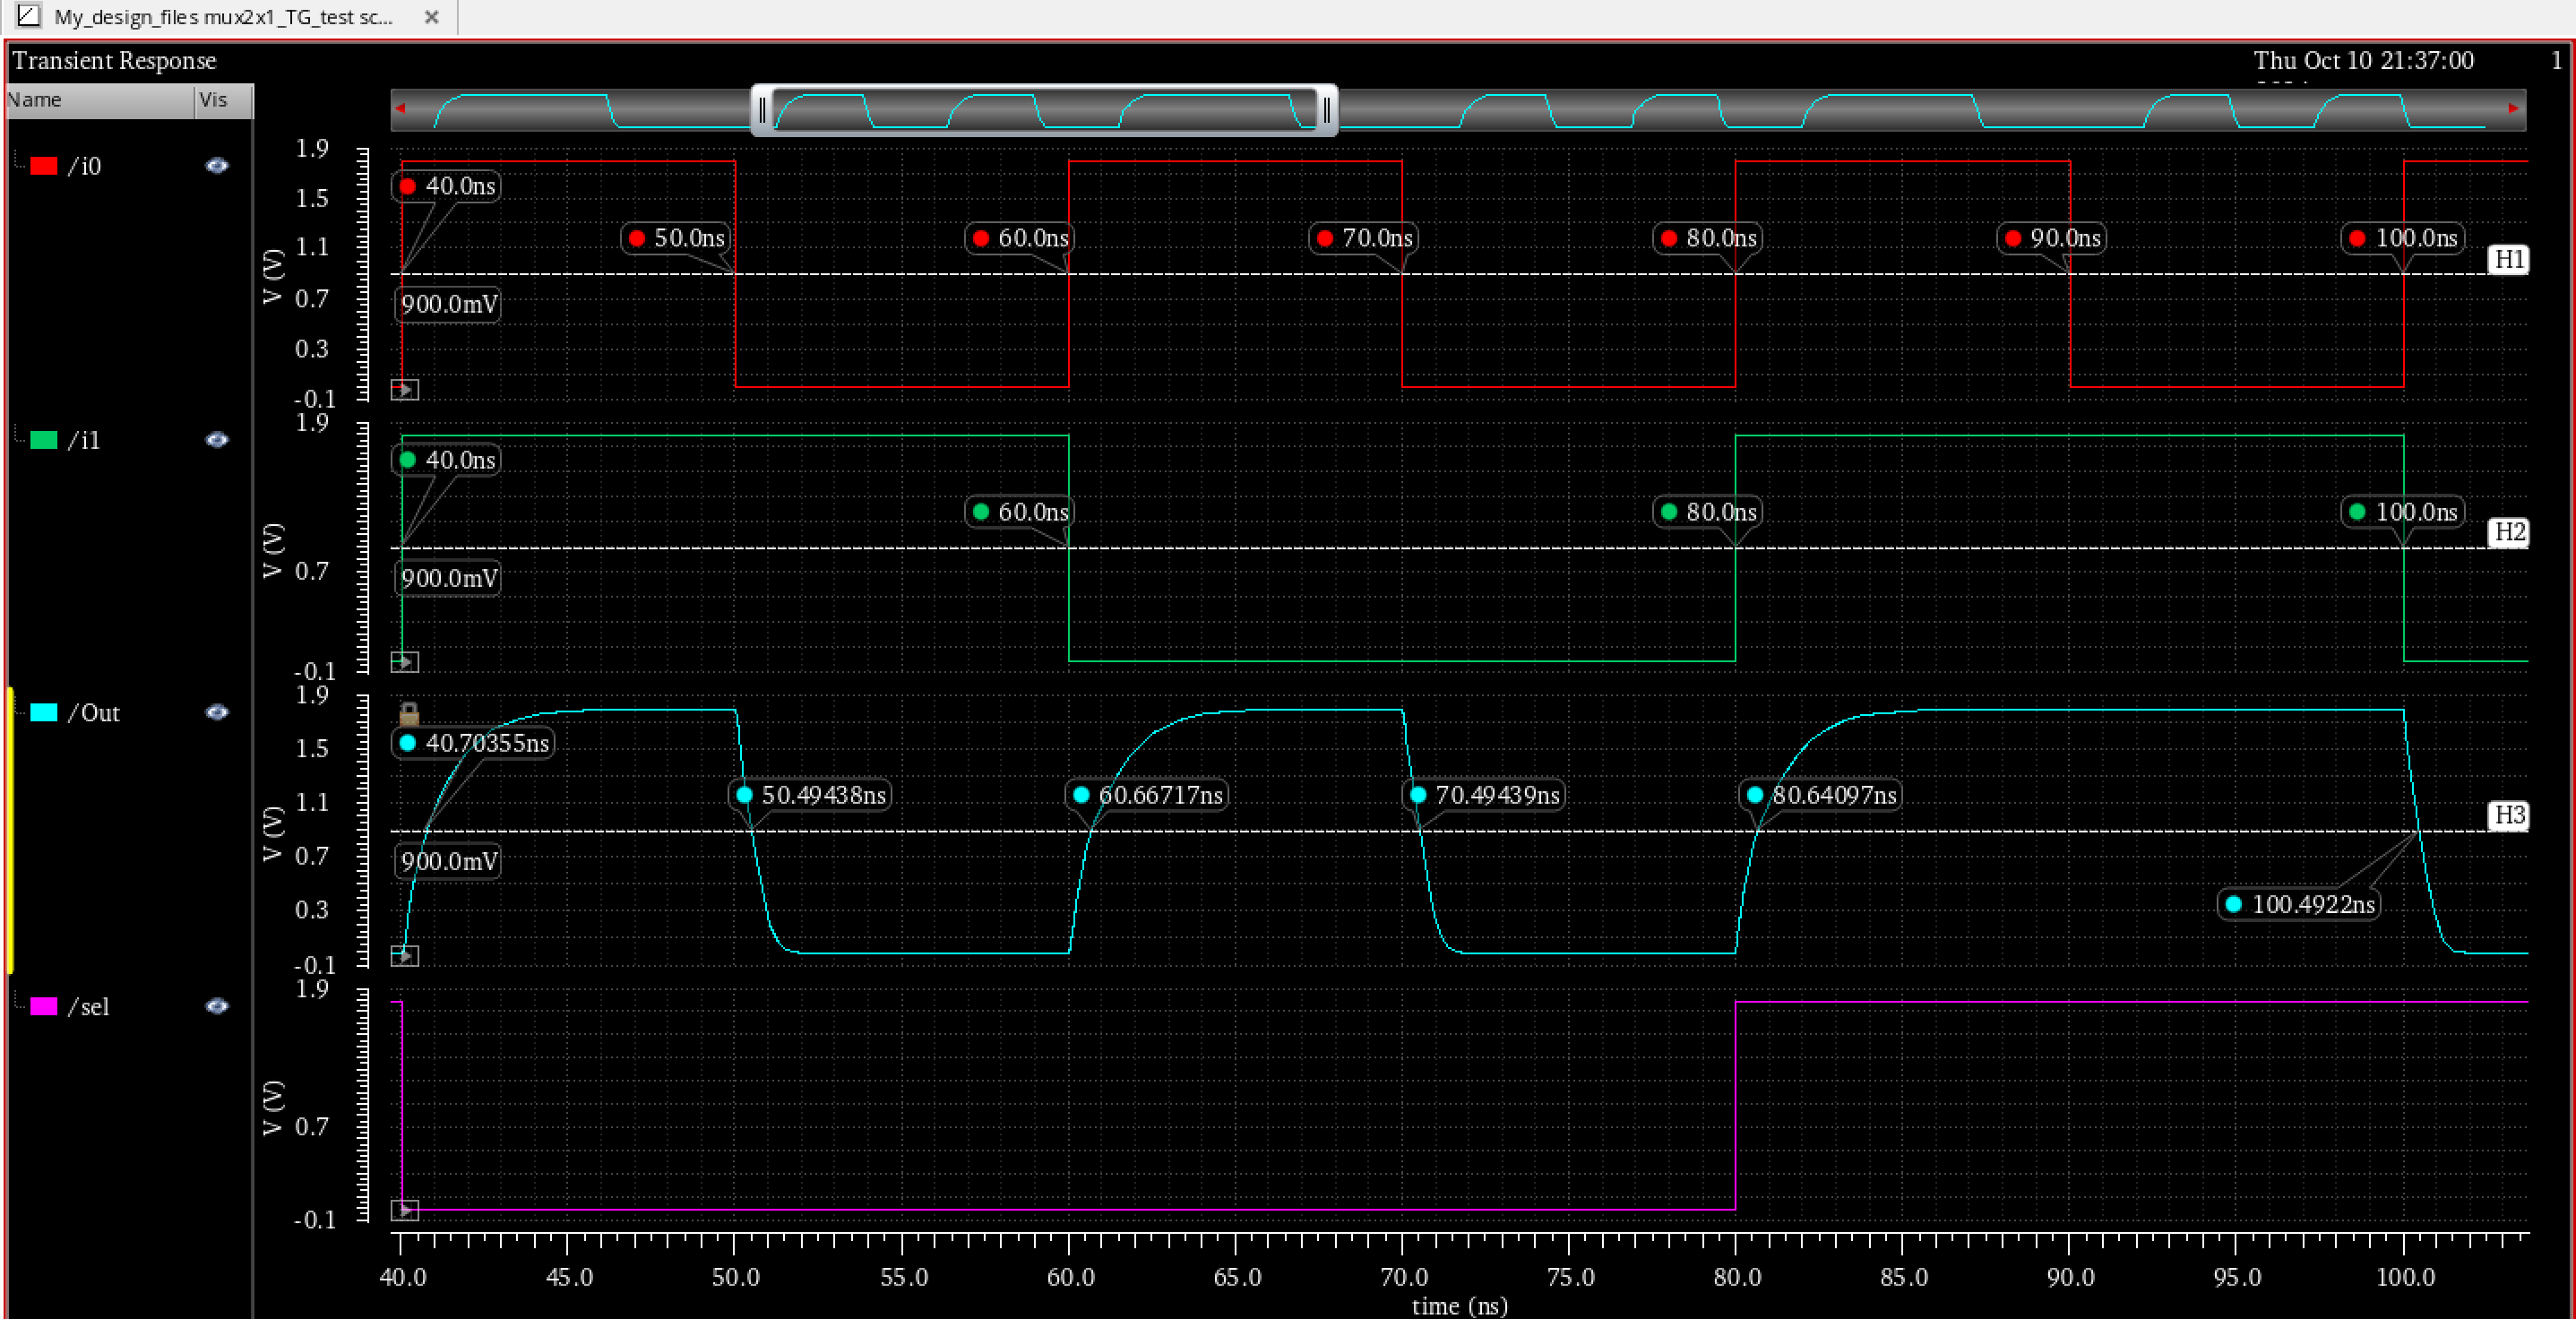 My_design_files mux2x1_TG_test sc...
Transient Response
Thu Oct 10 21:37:00
1
Name Vis
/i0
1.9
1.5
1.1
0.7
0.3
-0.1
V (V)
40.0ns
50.0ns
60.0ns
70.0ns
80.0ns
90.0ns
100.0ns
H1
900.0mV
/i1
1.9
0.7
-0.1
V (V)
40.0ns
60.0ns
80.0ns
100.0ns
H2
900.0mV
/Out
1.9
1.5
1.1
0.7
0.3
-0.1
V (V)
40.70355ns
50.49438ns
60.66717ns
70.49439ns
80.64097ns
H3
900.0mV
100.4922ns
/sel
1.9
0.7
-0.1
V (V)
40.0 45.0 50.0 55.0 60.0 65.0 70.0 75.0 80.0 85.0 90.0 95.0 100.0
time (ns)